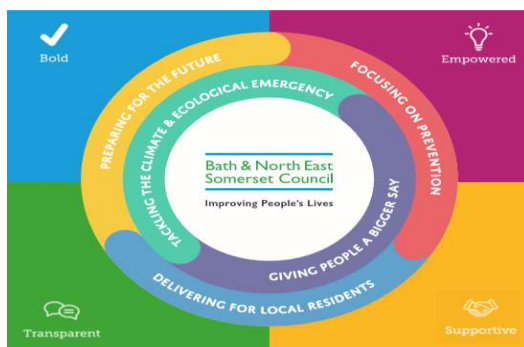 Bold
Empowered
PREPARING FOR THE FUTURE
FOCUSING ON PREVENTION
TACKLING THE CLIMATE & ECOLOGICAL EMERGENCY
Bath & North East
Somerset Council
Improving People's Lives
GIVING PEOPLE A BIGGER SAY
DELIVERING FOR LOCAL RESIDENTS
Transparent
Supportive